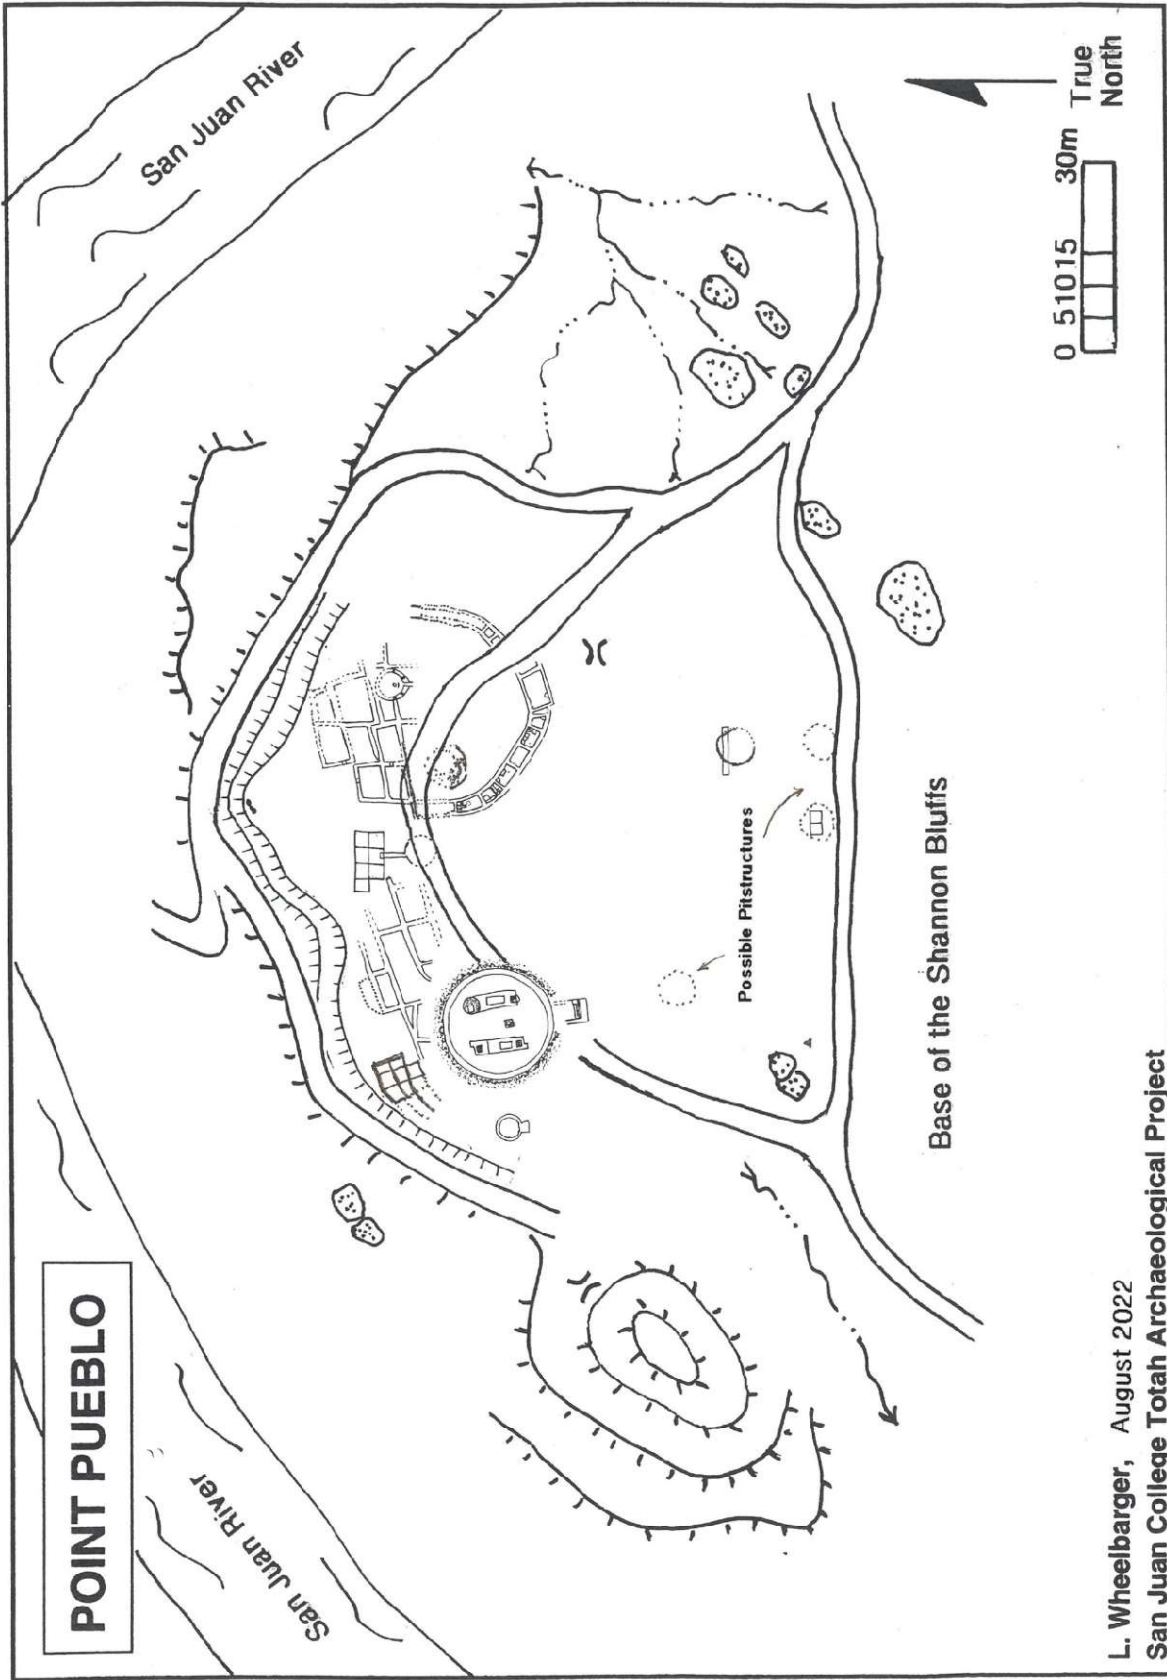 POINT PUEBLO
San Juan River
San Juan River
Possible Pitstructures
Base of the Shannon Bluffs
0 5 10 15 30m
True
North
L. Wheelbarger, August 2022
San Juan College Totah Archaeological Project